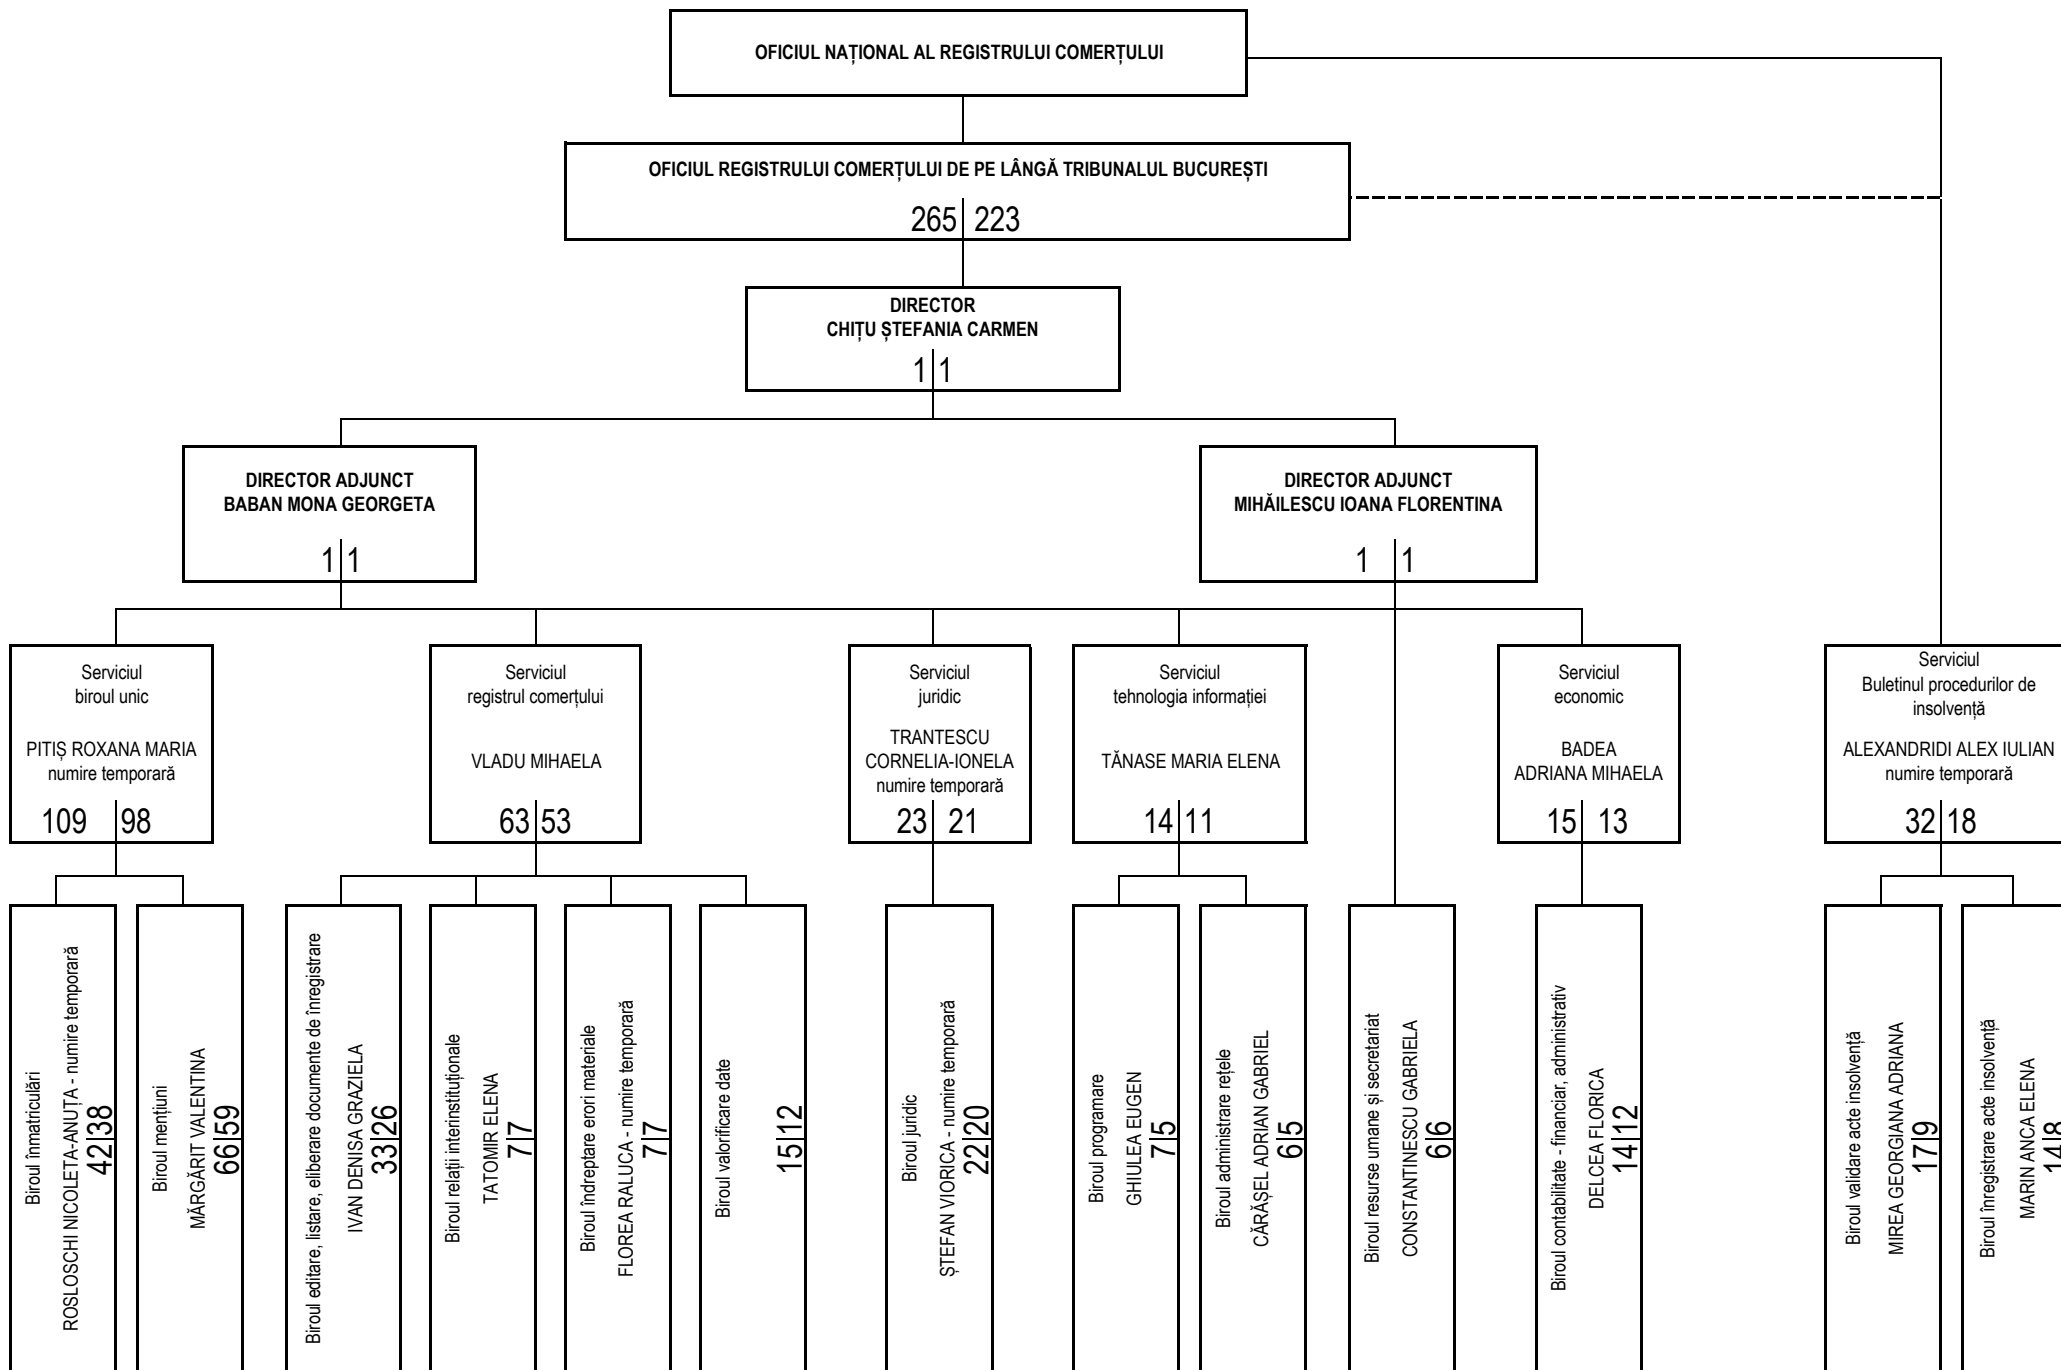 OFICIUL NAȚIONAL AL REGISTRULUI COMERȚULUI
OFICIUL REGISTRULUI COMERȚULUI DE PE LÂNGĂ TRIBUNALUL BUCUREȘTI
265 223
DIRECTOR
CHIȚU ȘTEFANIA CARMEN
1 1
DIRECTOR ADJUNCT
BABAN MONA GEORGETA
1 1
DIRECTOR ADJUNCT
MIHĂILESCU IOANA FLORENTINA
1 1
Serviciul
biroul unic
PITIȘ ROXANA MARIA
numire temporară
109 98
Serviciul
registrul comerțului
VLADU MIHAELA
63 53
Serviciul
juridic
TRANTESCU
CORNELIA-IONELA
numire temporară
23 21
Serviciul
tehnologia informației
TĂNASE MARIA ELENA
14 11
Serviciul
economic
BADEA
ADRIANA MIHAELA
15 13
Serviciul
Buletinul procedurilor de
insolvență
ALEXANDRIDI ALEX IULIAN
numire temporară
32 18
Biroul înmatriculări
ROSLOSCHI NICOLETA-ANUȚA - numire temporară
42|38
Biroul mențiuni
MĂRGĂRIT VALENTINA
66|59
Biroul editare, listare, eliberare documente de înregistrare
IVAN DENISA GRAZIELA
33|26
Biroul relații interinstituționale
TATOMIR ELENA
7|7
Biroul îndreptare erori materiale
FLOREA RALUCA - numire temporară
7|7
Biroul valorificare date
15|12
Biroul juridic
ȘTEFAN VIORICA - numire temporară
22|20
Biroul programare
GHIULEA EUGEN
7|5
Biroul administrare rețele
CĂRĂȘEL ADRIAN GABRIEL
6|5
Biroul resurse umane și secretariat
CONSTANTINESCU GABRIELA
6|6
Biroul contabilitate - financiar, administrativ
DELCEA FLORICA
14|12
Biroul validare acte insolvență
MIREA GEORGIANA ADRIANA
17|9
Biroul înregistrare acte insolvență
MARIN ANCA ELENA
14|8